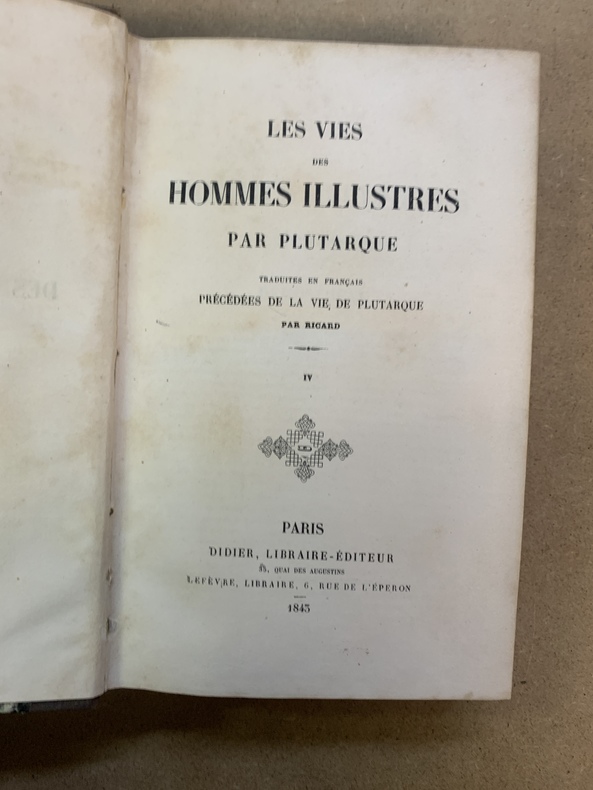 LES VIES
DES
HOMMES ILLUSTRES
PAR PLUTARQUE
TRADUITES EN FRANÇAIS
PRÉCÉDÉES DE LA VIE DE PLUTARQUE
PAR RICARD
IV
PARIS
DIDIER, LIBRAIRE-ÉDITEUR
QUAI DES AUGUSTINS
LEFÈVRE, LIBRAIRE, 6, RUE DE L'ÉPERON
1843